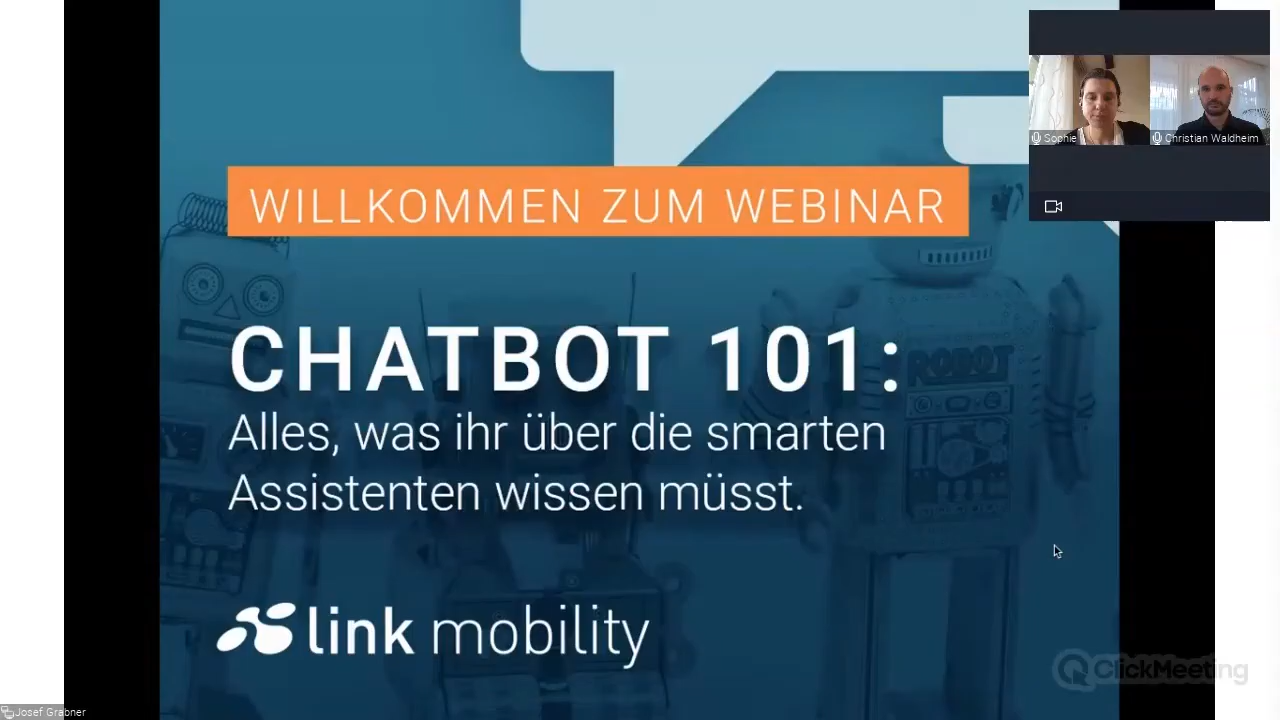 WILLKOMMEN ZUM WEBINAR
CHATBOT 101:
Alles, was ihr über die smarten
Assistenten wissen müsst.
link mobility
ROBOT
Sophie
Christian Waldheim
ClickMeeting
Josef Grabner